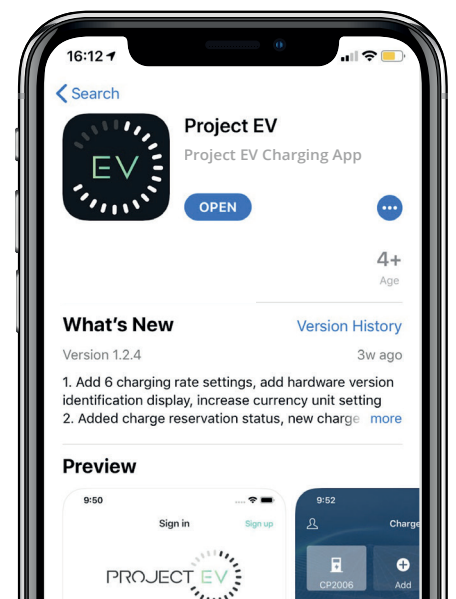 16:12
Search
EV
Project EV
Project EV Charging App
OPEN
4+
Age
What's New
Version History
Version 1.2.4
3w ago
1. Add 6 charging rate settings, add hardware version
identification display, increase currency unit setting
2. Added charge reservation status, new charge more
Preview
9:50
Sign in
Sign up
PROJECT EV
9:52
Charge
CP2006
Add